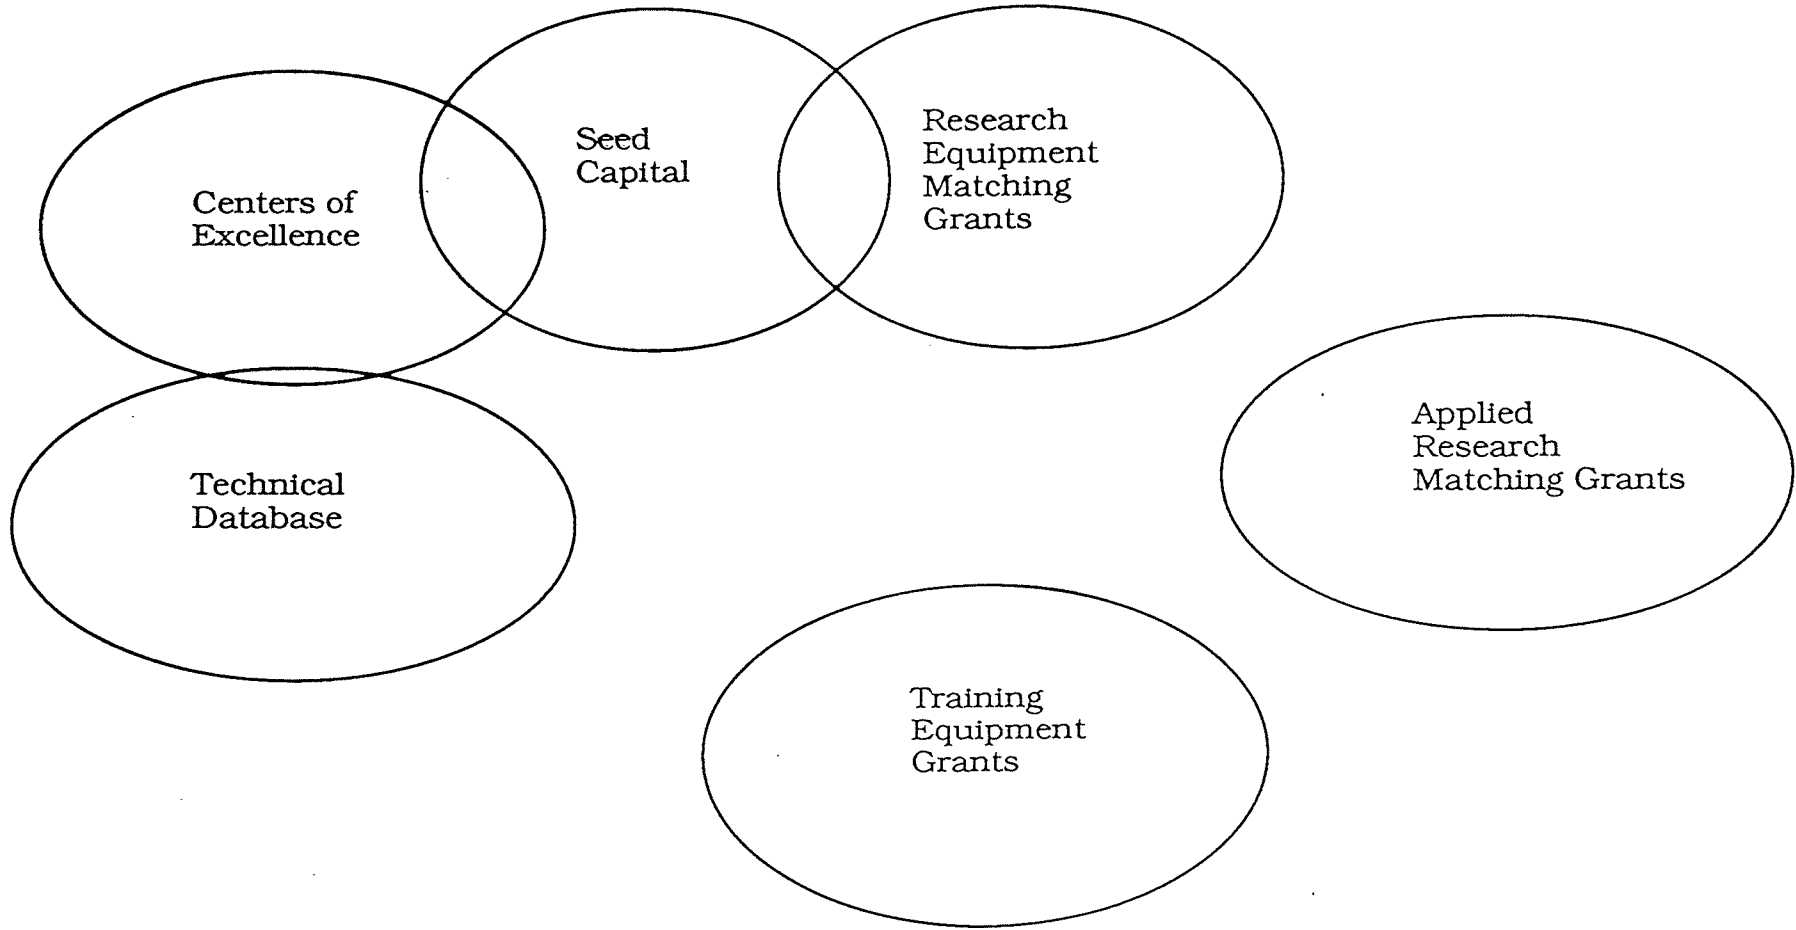 Centers of
Excellence
Seed
Capital
Research
Equipment
Matching
Grants
Technical
Database
Applied
Research
Matching Grants
Training
Equipment
Grants